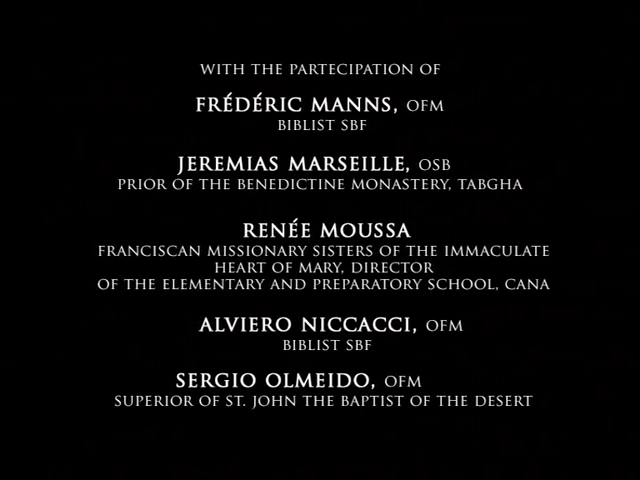 WITH THE PARTECIPATION OF
FRÉDÉRIC MANNS, OFM
BIBLIST SBF
JEREMIAS MARSEILLE, OSB
PRIOR OF THE BENEDICTINE MONASTERY, TABGHA
RENÉE MOUSSA
FRANCISCAN MISSIONARY SISTERS OF THE IMMACULATE
HEART OF MARY, DIRECTOR
OF THE ELEMENTARY AND PREPARATORY SCHOOL, CANA
ALVIERO NICCACCI, OFM
BIBLIST SBF
SERGIO OLMEIDO, OFM
SUPERIOR OF ST. JOHN THE BAPTIST OF THE DESERT